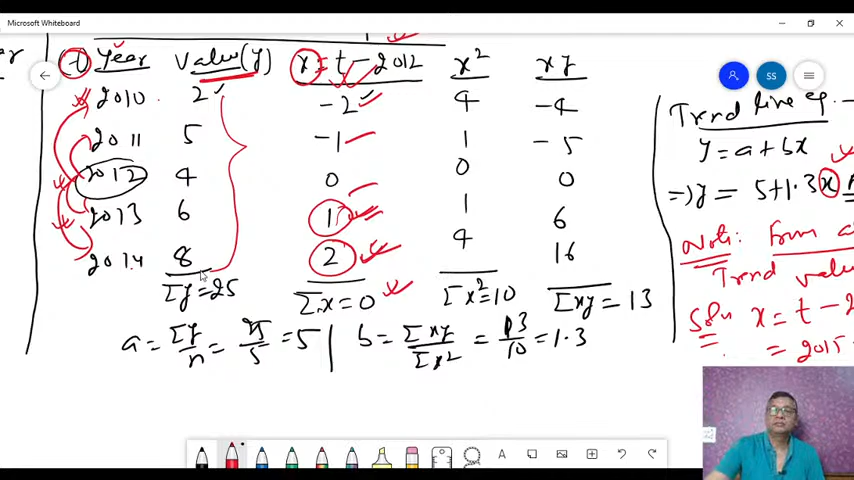 Microsoft Whiteboard
(t) Year Value(y) x = t - 2012 x² xy
2010 2 -2 4 -4
2011 5 -1 1 -5
2012 4 0 0 0
2013 6 1 1 6
2014 8 2 4 16
Σy = 25 Σx = 0 Σx² = 10 Σxy = 13
a = Σy/n = 25/5 = 5 | b = Σxy/Σx² = 13/10 = 1.3
SS
Trend line eq.
y = a + bx
⇒ y = 5 + 1.3 x
Note: From
Trend
Soln x = t - 2
= 2015 -